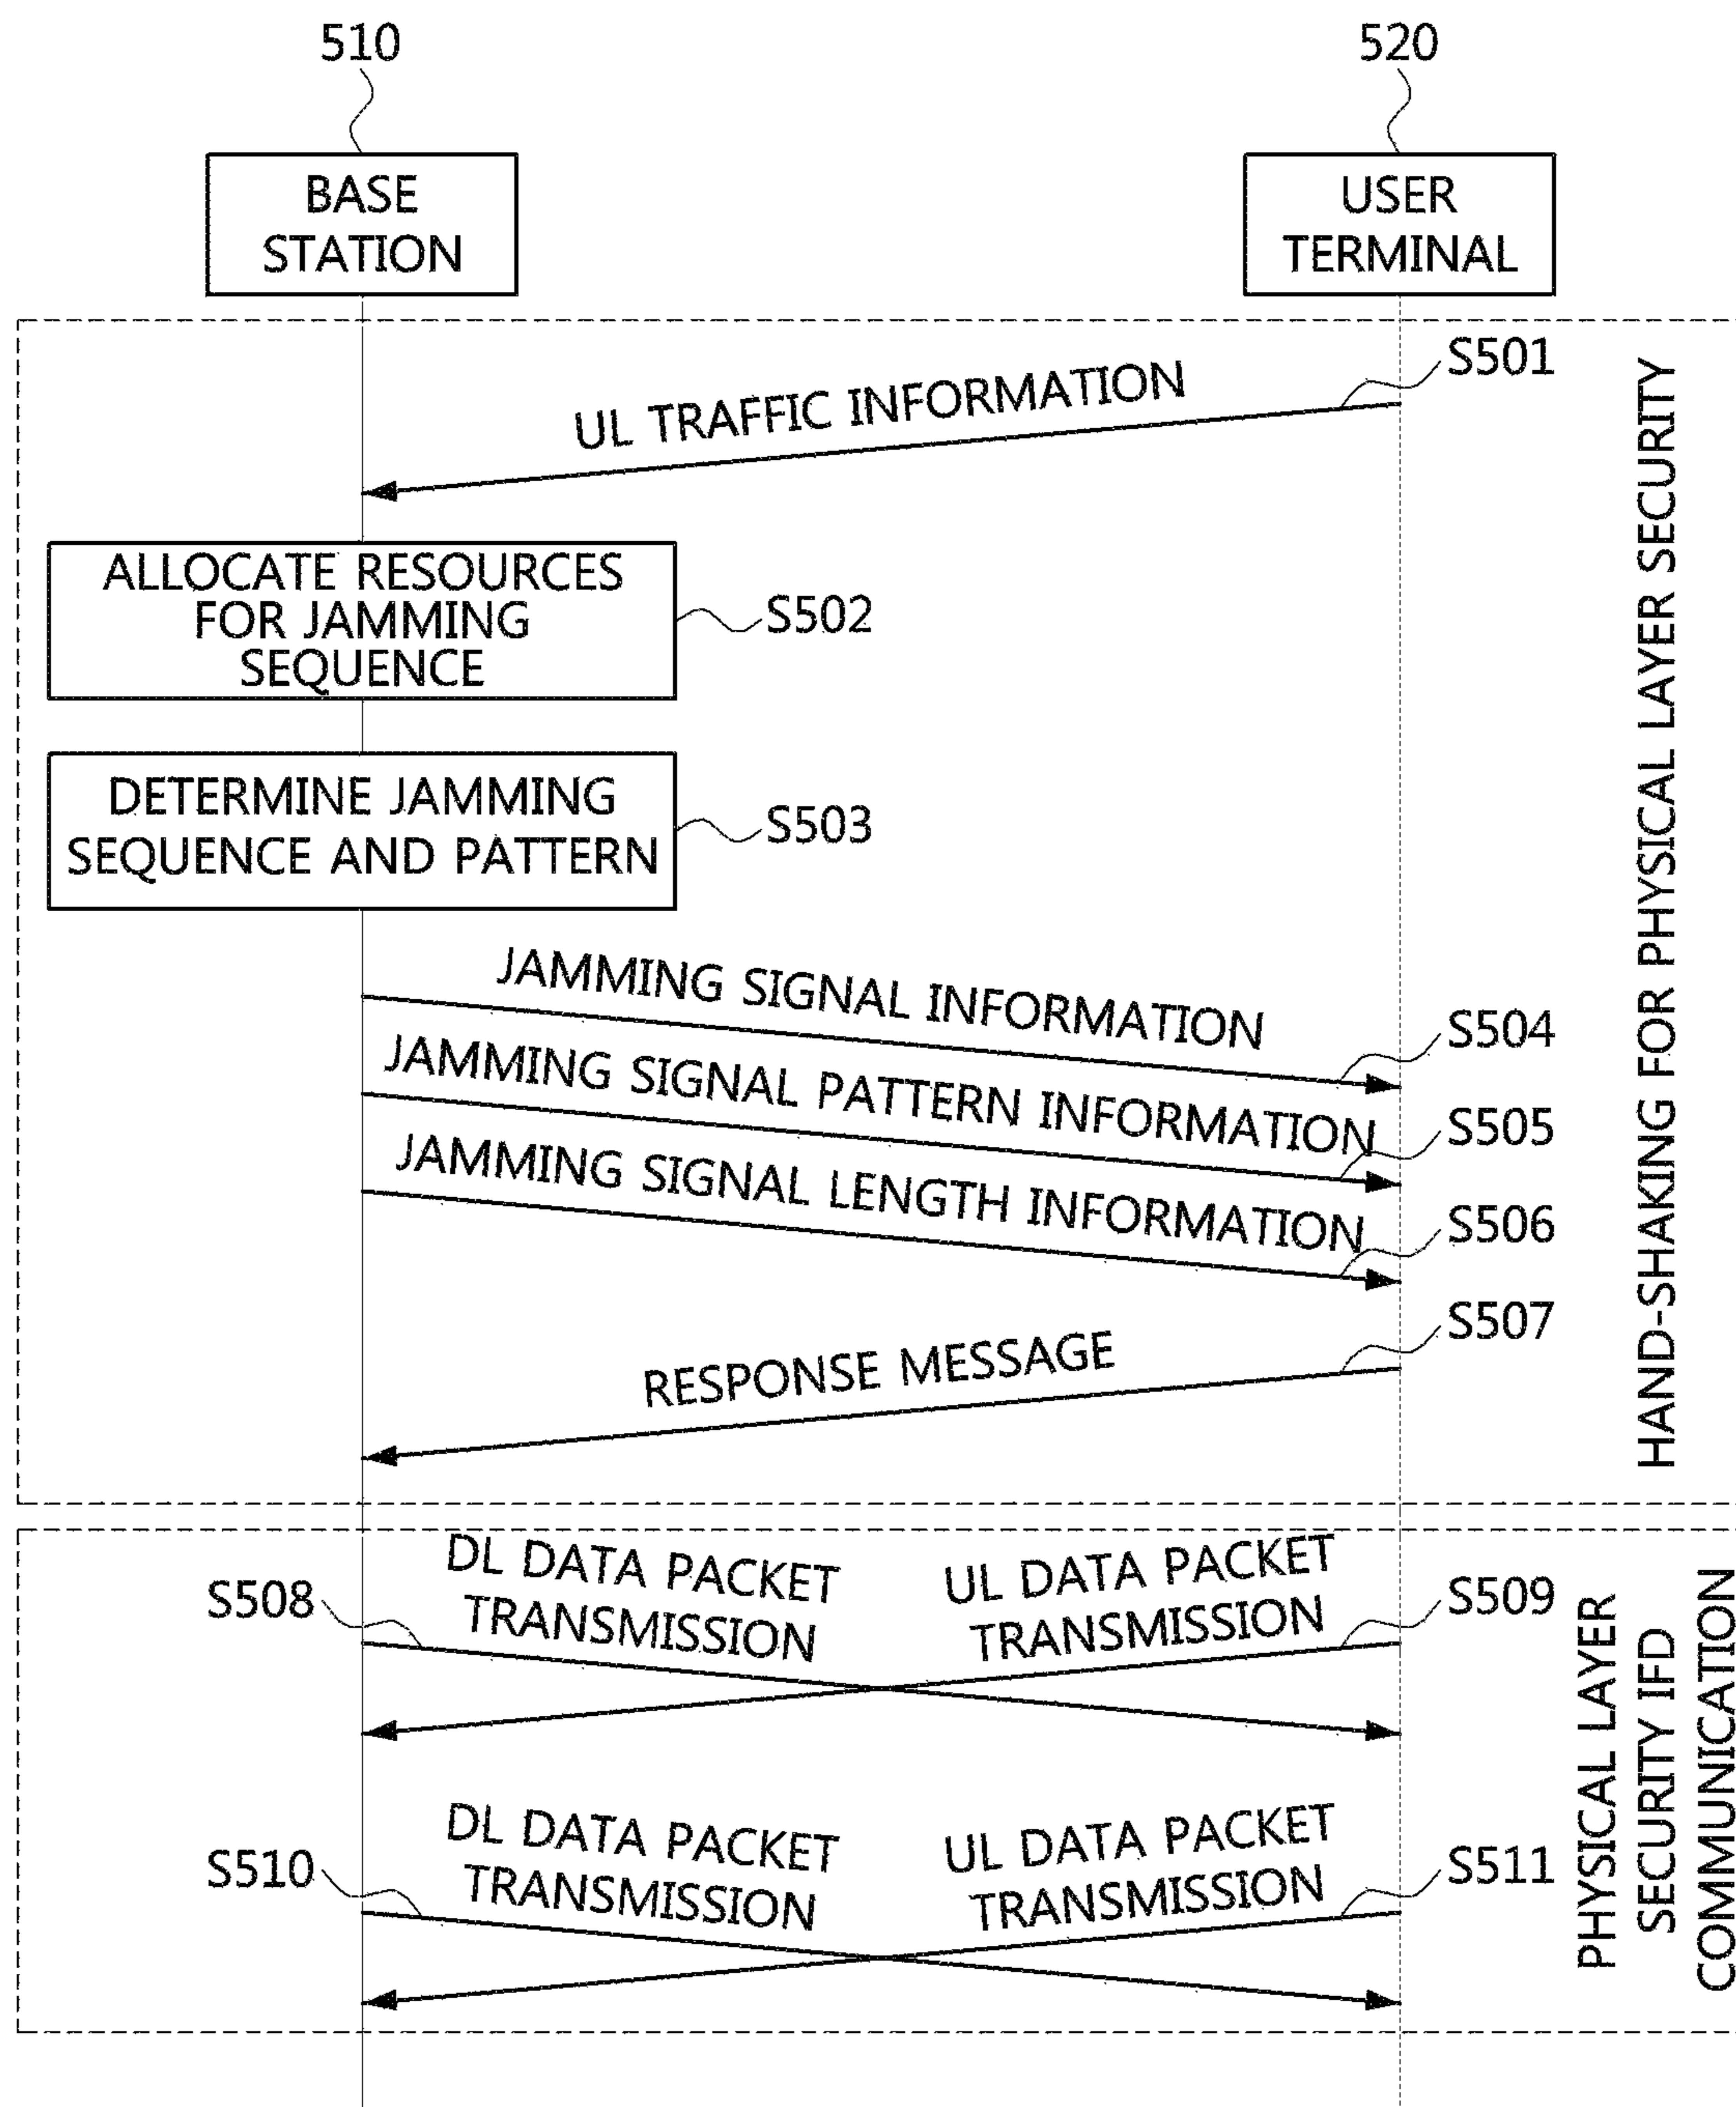 510
520
BASE
STATION
USER
TERMINAL
S501
UL TRAFFIC INFORMATION
ALLOCATE RESOURCES
FOR JAMMING
SEQUENCE
S502
DETERMINE JAMMING
SEQUENCE AND PATTERN
S503
JAMMING SIGNAL INFORMATION
S504
JAMMING SIGNAL PATTERN INFORMATION
S505
JAMMING SIGNAL LENGTH INFORMATION
S506
RESPONSE MESSAGE
S507
HAND-SHAKING FOR PHYSICAL LAYER SECURITY
S508
DL DATA PACKET
TRANSMISSION
UL DATA PACKET
TRANSMISSION
S509
S510
DL DATA PACKET
TRANSMISSION
UL DATA PACKET
TRANSMISSION
S511
PHYSICAL LAYER
SECURITY IFD
COMMUNICATION